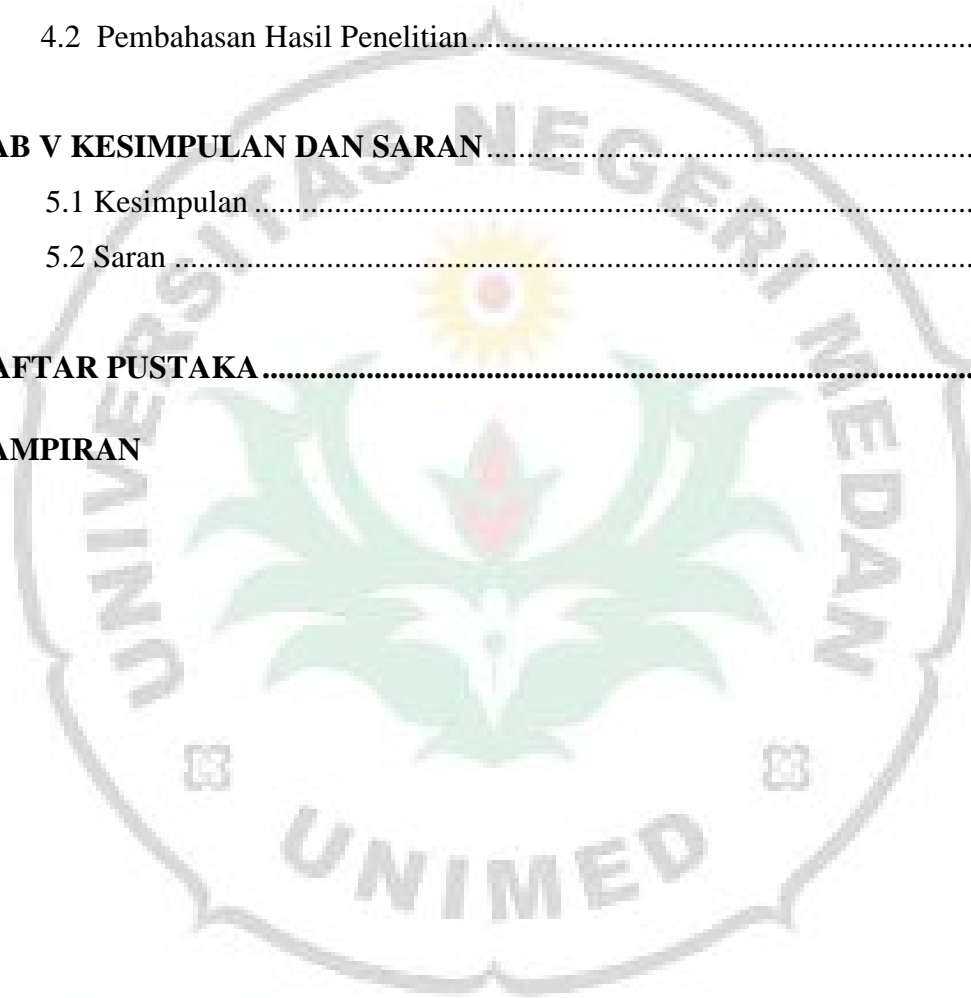 4.2 Pembahasan Hasil Penelitian........................................................
AB V KESIMPULAN DAN SARAN........................................................
5.1 Kesimpulan ........................................................
5.2 Saran ........................................................
AFTAR PUSTAKA........................................................
AMPIRAN
UNIVERSITAS NEGERI MEDAN
UNIMED